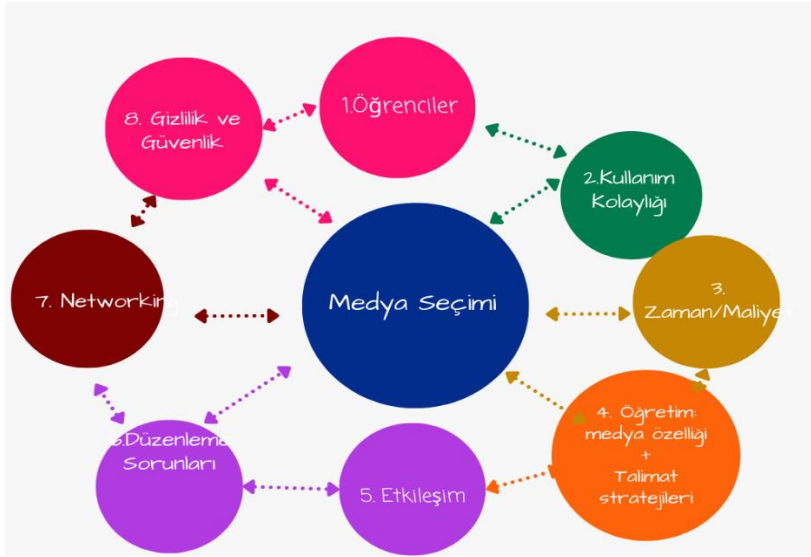 8. Gizlilik ve
Güvenlik
1.Öğrenciler
2.Kullanım
Kolaylığı
7. Networking
Medya Seçimi
3.
Zaman/Maliyet
6.Düzenleme
Sorunları
5. Etkileşim
4. Öğretim:
medya özelliği
+
Talimat
stratejileri